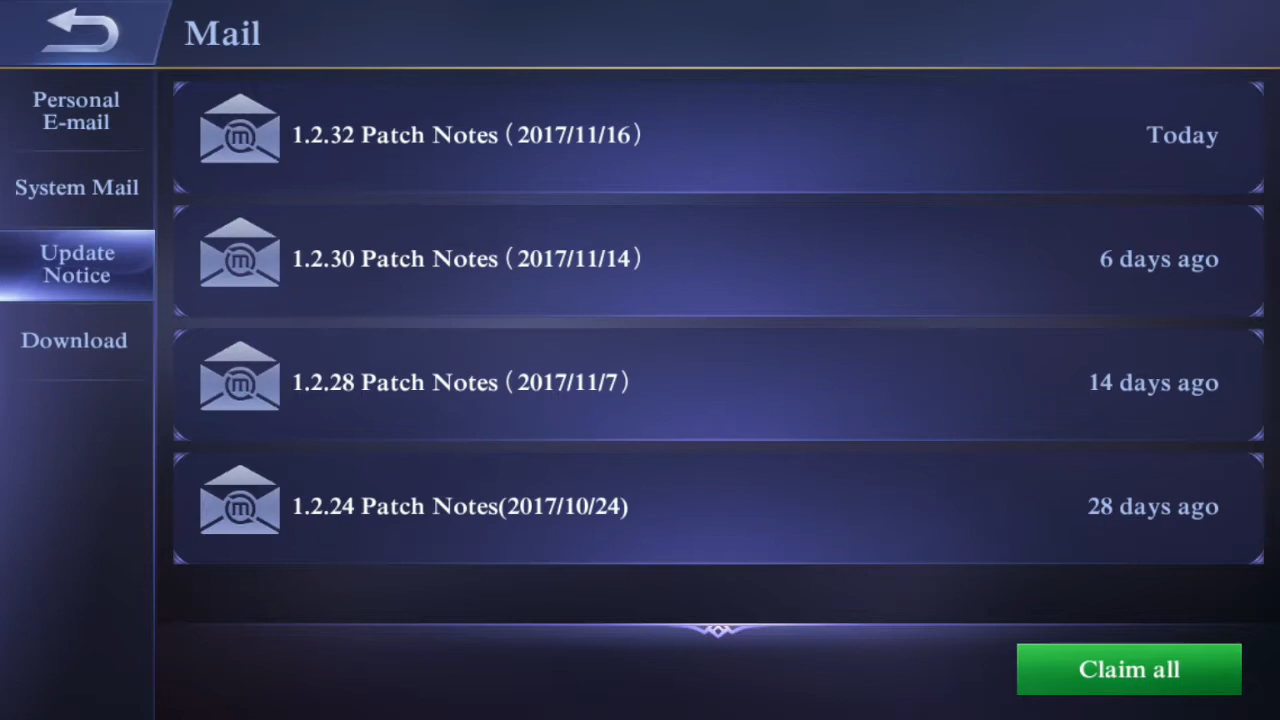 Mail
Personal
E-mail
System Mail
Update
Notice
Download
1.2.32 Patch Notes（2017/11/16）
Today
1.2.30 Patch Notes（2017/11/14）
6 days ago
1.2.28 Patch Notes（2017/11/7）
14 days ago
1.2.24 Patch Notes(2017/10/24)
28 days ago
Claim all